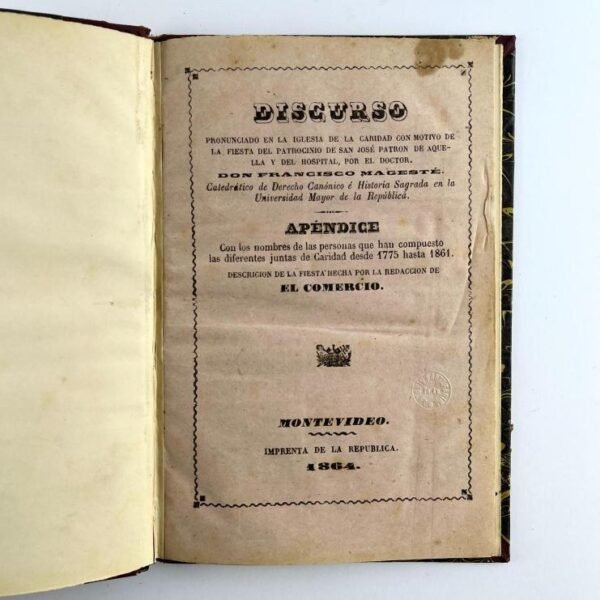 DISCURSO
PRONUNCIADO EN LA IGLESIA DE LA CARIDAD CON MOTIVO DE
LA FIESTA DEL PATROCINIO DE SAN JOSÉ PATRON DE AQUE-
LLA Y DEL HOSPITAL, POR EL DOCTOR.
DON FRANCISCO MAGESTÉ.
Catedrático de Derecho Canónico é Historia Sagrada en la
Universidad Mayor de la República.
APÉNDICE
Con los nombres de las personas que han compuesto
las diferentes juntas de Caridad desde 1775 hasta 1861.
DESCRICION DE LA FIESTA HECHA POR LA REDACCION DE
EL COMERCIO.
MONTEVIDEO.
IMPRENTA DE LA REPUBLICA.
1864.